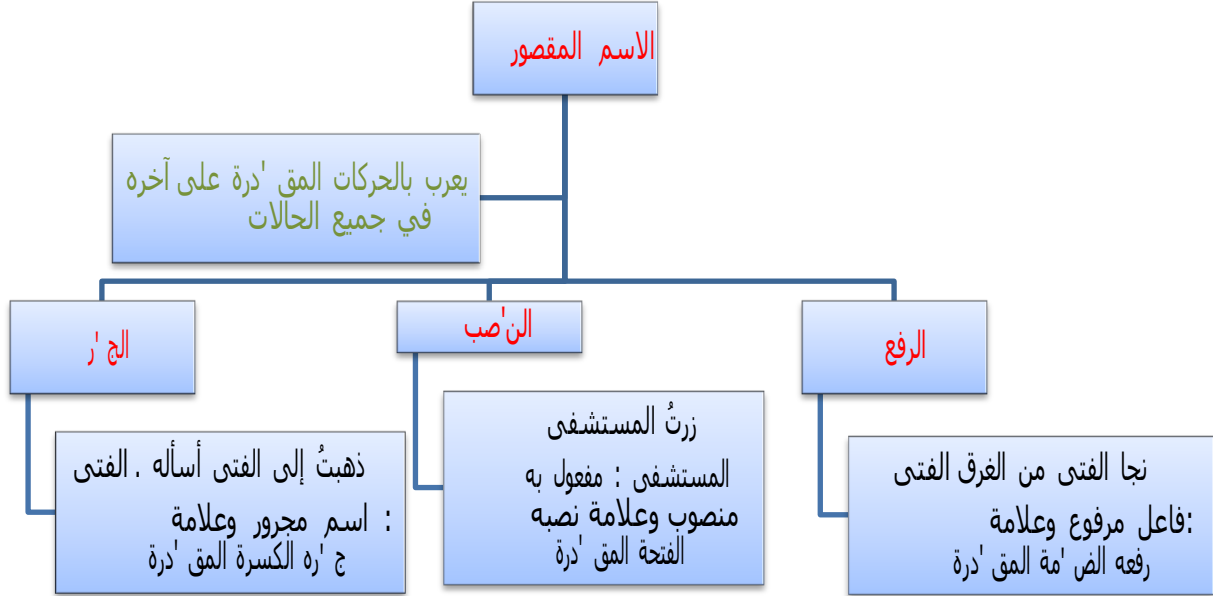 الاسم المقصور
يعرب بالحركات المق 'درة على آخره
في جميع الحالات
الرفع
نجا الفتى من الغرق الفتى
:فاعل مرفوع وعلامة
رفعه الض 'مة المق 'درة
الن'صب
زرتُ المستشفى
المستشفى : مفعول به
منصوب وعلامة نصبه
الفتحة المق 'درة
الج 'ر
ذهبتُ إلى الفتى أسأله . الفتى
: اسم مجرور وعلامة
ج 'ره الكسرة المق 'درة